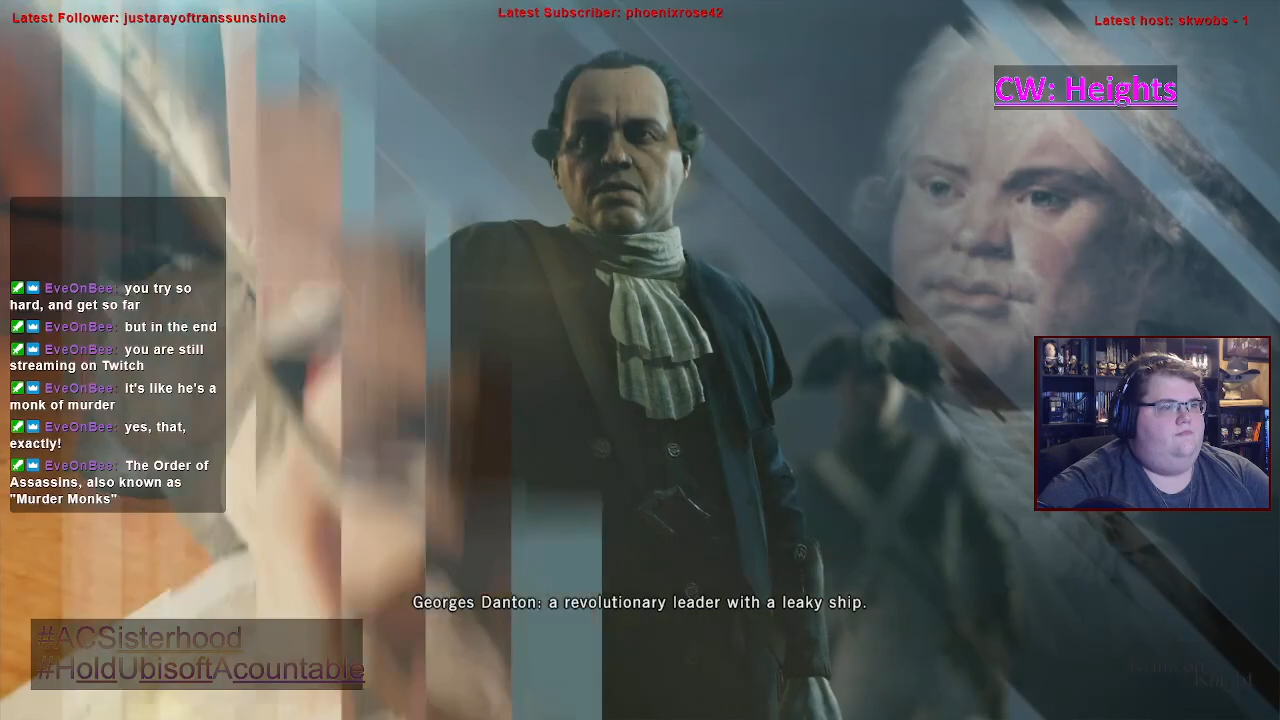 Latest Follower: justarayoftranssunshine
Latest Subscriber: phoenixrose42
Latest host: skwobs - 1
CW: Heights
EveOnBee: you try so
hard, and get so far
EveOnBee: but in the end
EveOnBee: you are still
streaming on Twitch
EveOnBee: It's like he's a
monk of murder
EveOnBee: yes, that,
exactly!
EveOnBee: The Order of
Assassins, also known as
"Murder Monks"
Georges Danton: a revolutionary leader with a leaky ship.
#ACSisterhood
#HoldUbisoftAcountable